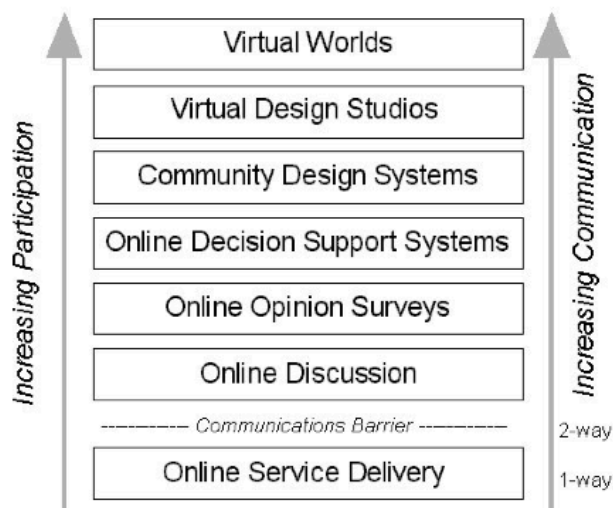 Virtual Worlds
Virtual Design Studios
Community Design Systems
Online Decision Support Systems
Online Opinion Surveys
Online Discussion
------------- Communications Barrier -------------
2-way
Online Service Delivery
1-way
Increasing Participation
Increasing Communication